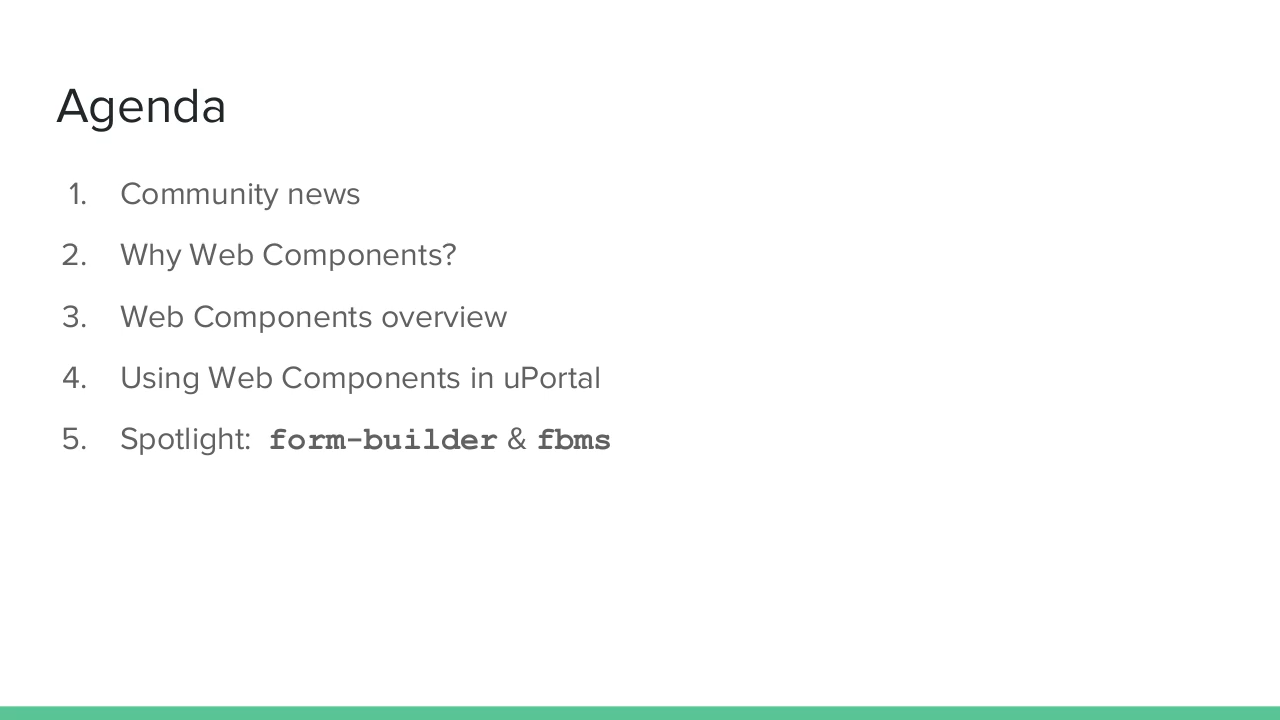 Agenda
1. Community news
2. Why Web Components?
3. Web Components overview
4. Using Web Components in uPortal
5. Spotlight: form-builder & fbms